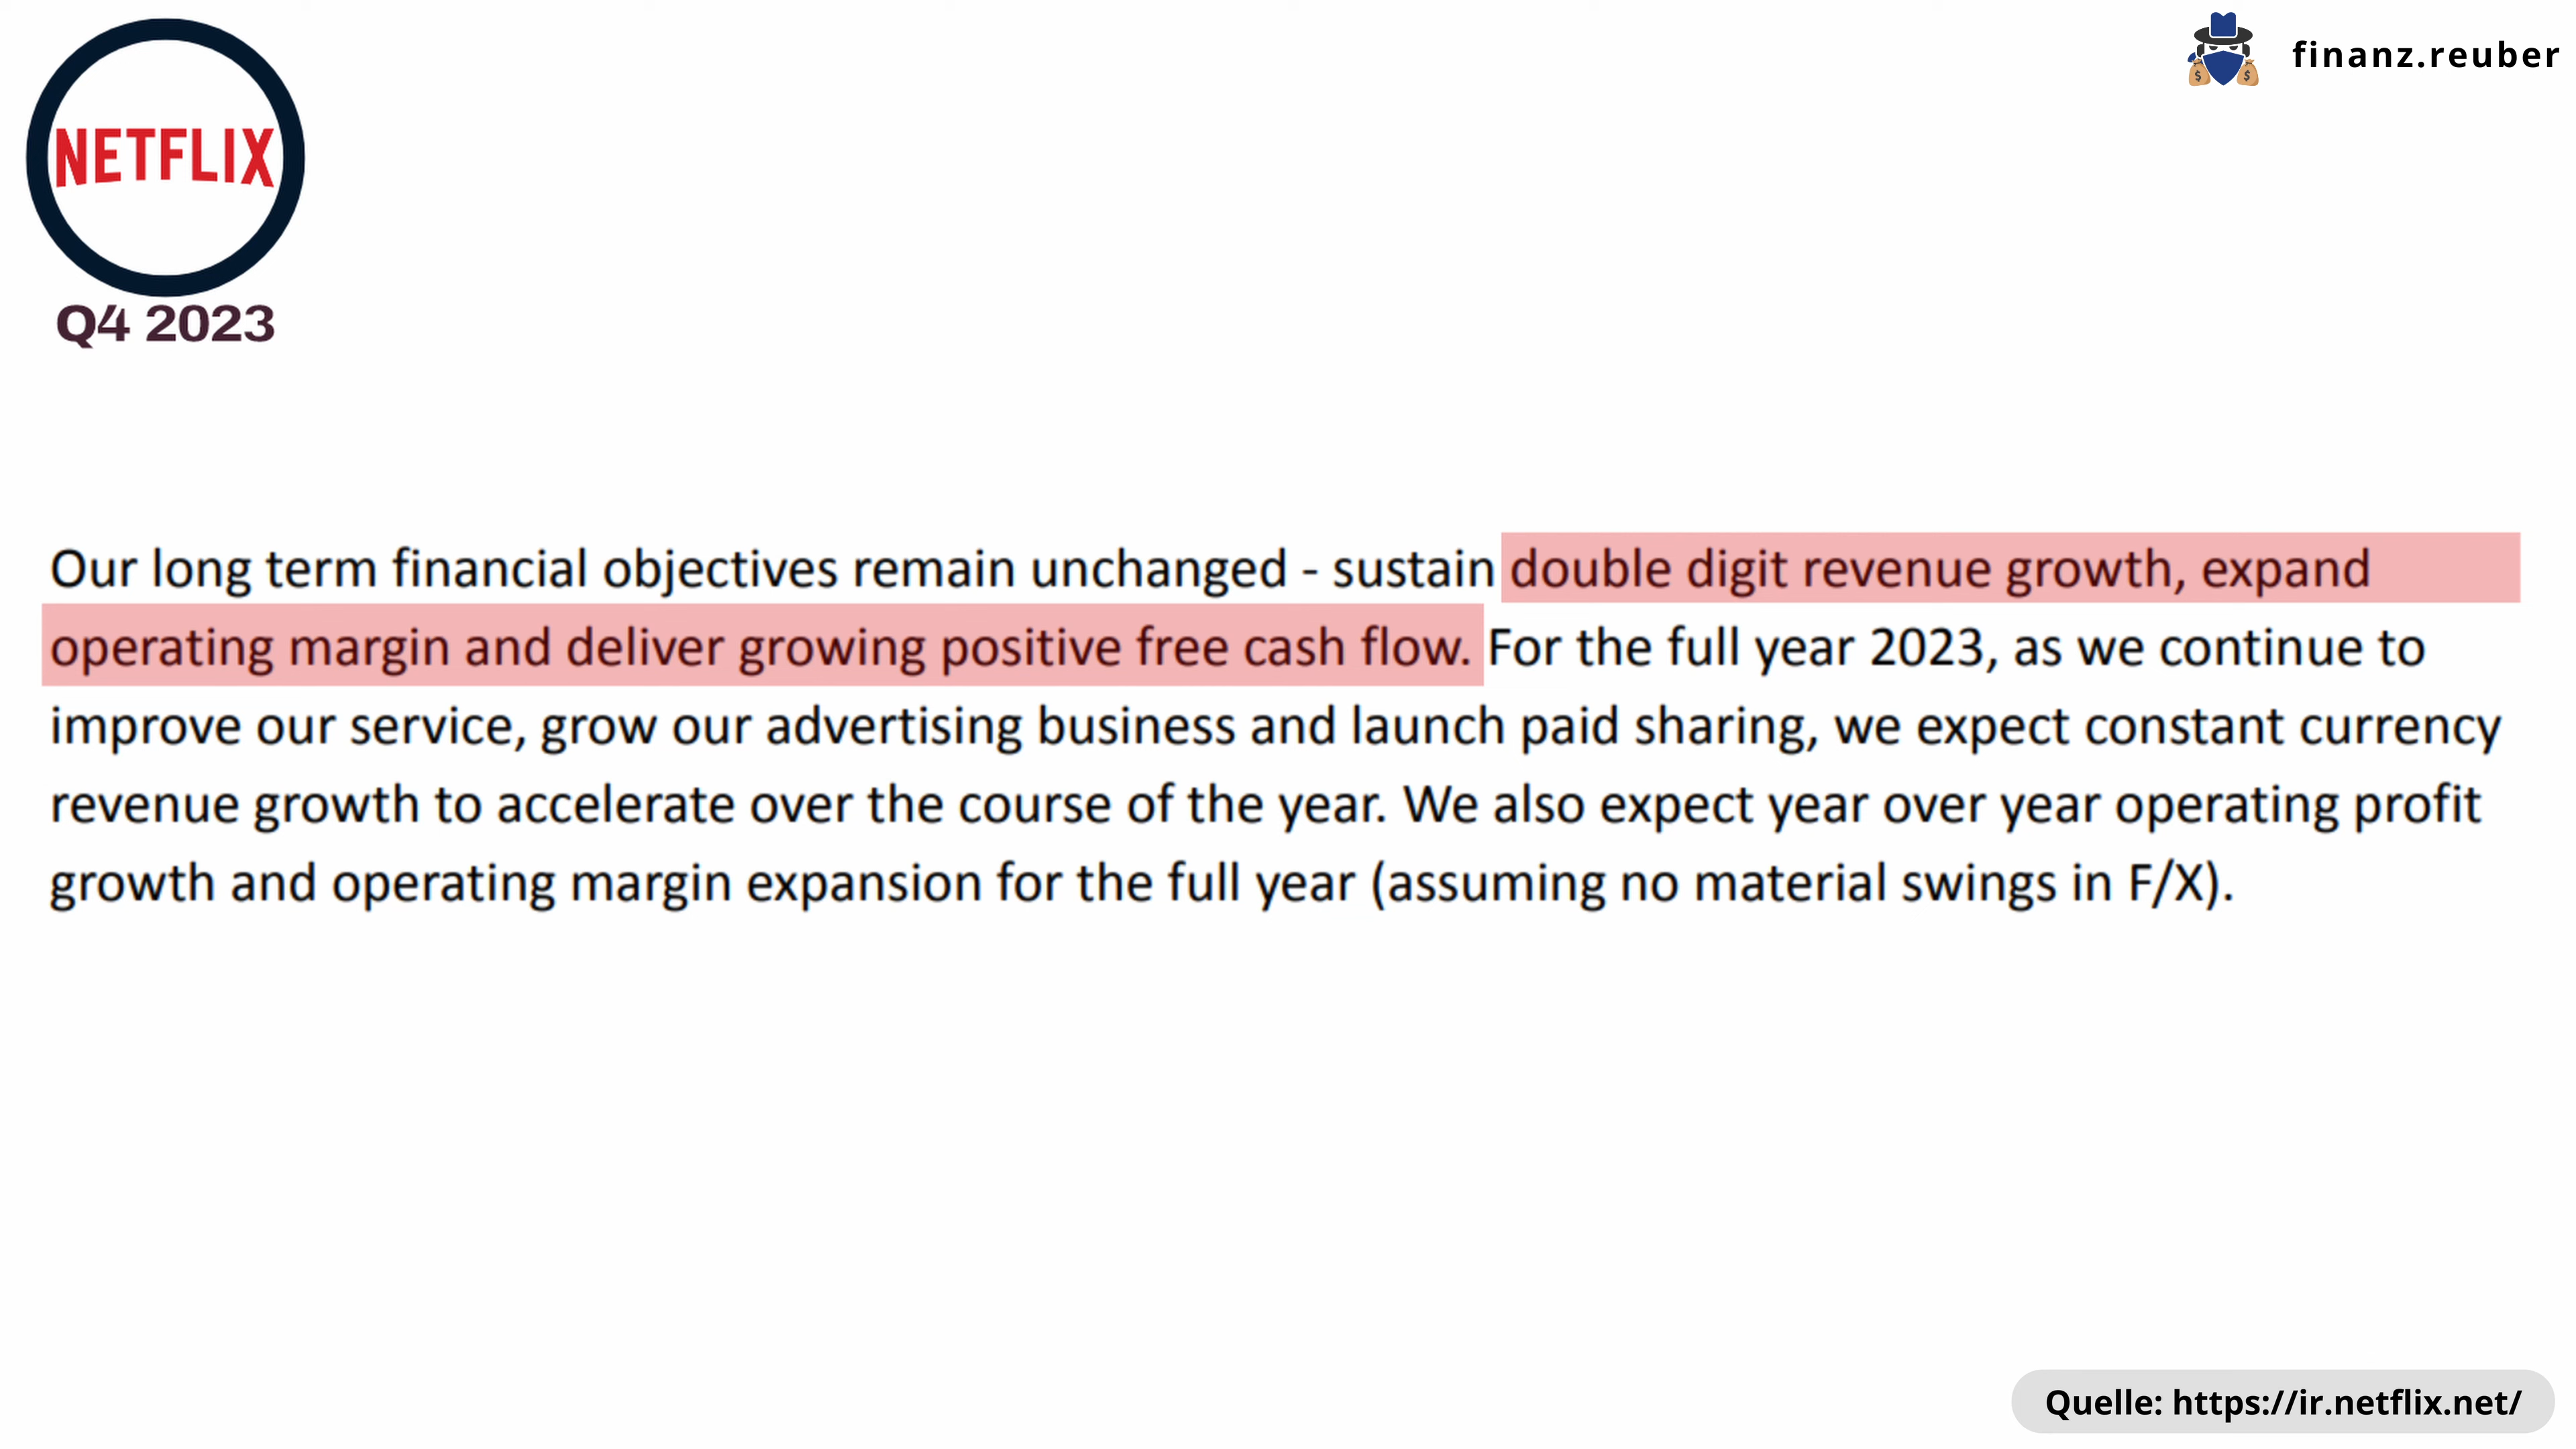 finanz.reuber
NETFLIX
Q4 2023
Our long term financial objectives remain unchanged - sustain double digit revenue growth, expand
operating margin and deliver growing positive free cash flow. For the full year 2023, as we continue to
improve our service, grow our advertising business and launch paid sharing, we expect constant currency
revenue growth to accelerate over the course of the year. We also expect year over year operating profit
growth and operating margin expansion for the full year (assuming no material swings in F/X).
Quelle: https://ir.netflix.net/